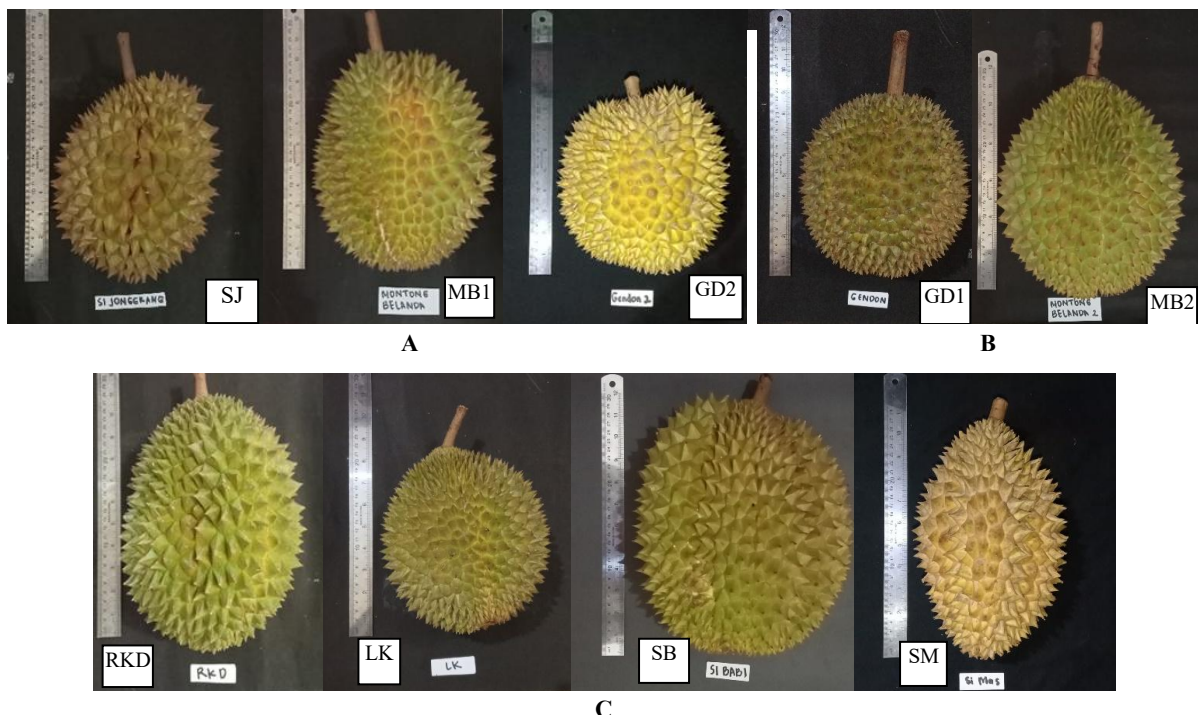 SI JONGGRANG
SJ
MONTONG
BELANDA
MB1
Gendon 2
GD2
GENDON
GD1
MONTONG
BELANDA 2
MB2
A
B
RKD
RKD
LK
LK
SB
SI BABI
SM
Si Mas
C